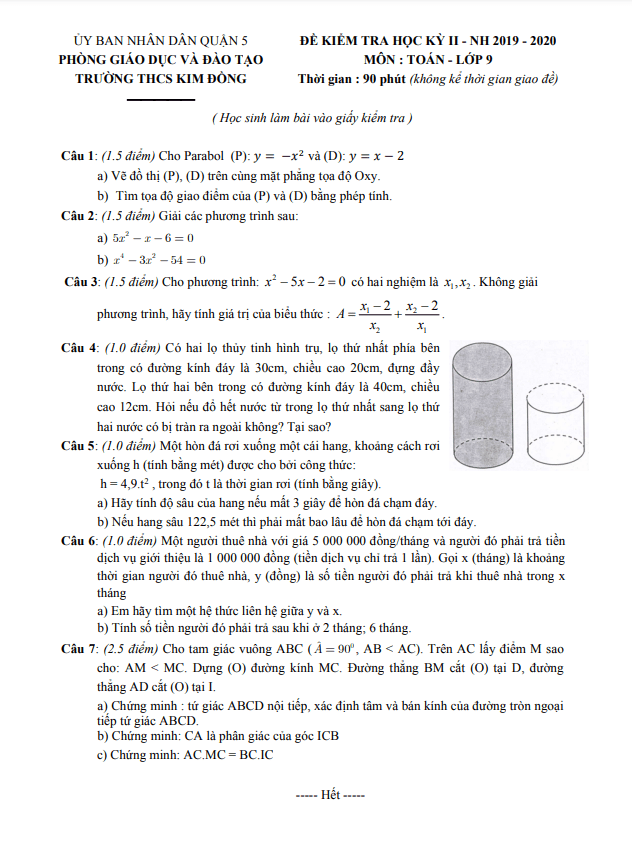 ỦY BAN NHÂN DÂN QUẬN 5
PHÒNG GIÁO DỤC VÀ ĐÀO TẠO
TRƯỜNG THCS KIM ĐỒNG
ĐỀ KIỂM TRA HỌC KỲ II - NH 2019 - 2020
MÔN : TOÁN - LỚP 9
Thời gian : 90 phút (không kể thời gian giao đề)
( Học sinh làm bài vào giấy kiểm tra )
Câu 1: (1.5 điểm) Cho Parabol (P): y = −x² và (D): y = x − 2
a) Vẽ đồ thị (P), (D) trên cùng mặt phẳng tọa độ Oxy.
b) Tìm tọa độ giao điểm của (P) và (D) bằng phép tính.
Câu 2: (1.5 điểm) Giải các phương trình sau:
a) 5x² − x − 6 = 0
b) x⁴ − 3x² − 54 = 0
Câu 3: (1.5 điểm) Cho phương trình: x² − 5x − 2 = 0 có hai nghiệm là x₁, x₂ . Không giải
phương trình, hãy tính giá trị của biểu thức : A = (x₁ − 2)/x₂ + (x₂ − 2)/x₁ .
Câu 4: (1.0 điểm) Có hai lọ thủy tinh hình trụ, lọ thứ nhất phía bên
trong có đường kính đáy là 30cm, chiều cao 20cm, đựng đầy
nước. Lọ thứ hai bên trong có đường kính đáy là 40cm, chiều
cao 12cm. Hỏi nếu đổ hết nước từ trong lọ thứ nhất sang lọ thứ
hai nước có bị tràn ra ngoài không? Tại sao?
Câu 5: (1.0 điểm) Một hòn đá rơi xuống một cái hang, khoảng cách rơi
xuống h (tính bằng mét) được cho bởi công thức:
h = 4,9.t² , trong đó t là thời gian rơi (tính bằng giây).
a) Hãy tính độ sâu của hang nếu mất 3 giây để hòn đá chạm đáy.
b) Nếu hang sâu 122,5 mét thì phải mất bao lâu để hòn đá chạm tới đáy.
Câu 6: (1.0 điểm) Một người thuê nhà với giá 5 000 000 đồng/tháng và người đó phải trả tiền
dịch vụ giới thiệu là 1 000 000 đồng (tiền dịch vụ chỉ trả 1 lần). Gọi x (tháng) là khoảng
thời gian người đó thuê nhà, y (đồng) là số tiền người đó phải trả khi thuê nhà trong x
tháng
a) Em hãy tìm một hệ thức liên hệ giữa y và x.
b) Tính số tiền người đó phải trả sau khi ở 2 tháng; 6 tháng.
Câu 7: (2.5 điểm) Cho tam giác vuông ABC ( Â = 90⁰, AB < AC). Trên AC lấy điểm M sao
cho: AM < MC. Dựng (O) đường kính MC. Đường thẳng BM cắt (O) tại D, đường
thẳng AD cắt (O) tại I.
a) Chứng minh : tứ giác ABCD nội tiếp, xác định tâm và bán kính của đường tròn ngoại
tiếp tứ giác ABCD.
b) Chứng minh: CA là phân giác của góc ICB
c) Chứng minh: AC.MC = BC.IC
----- Hết -----